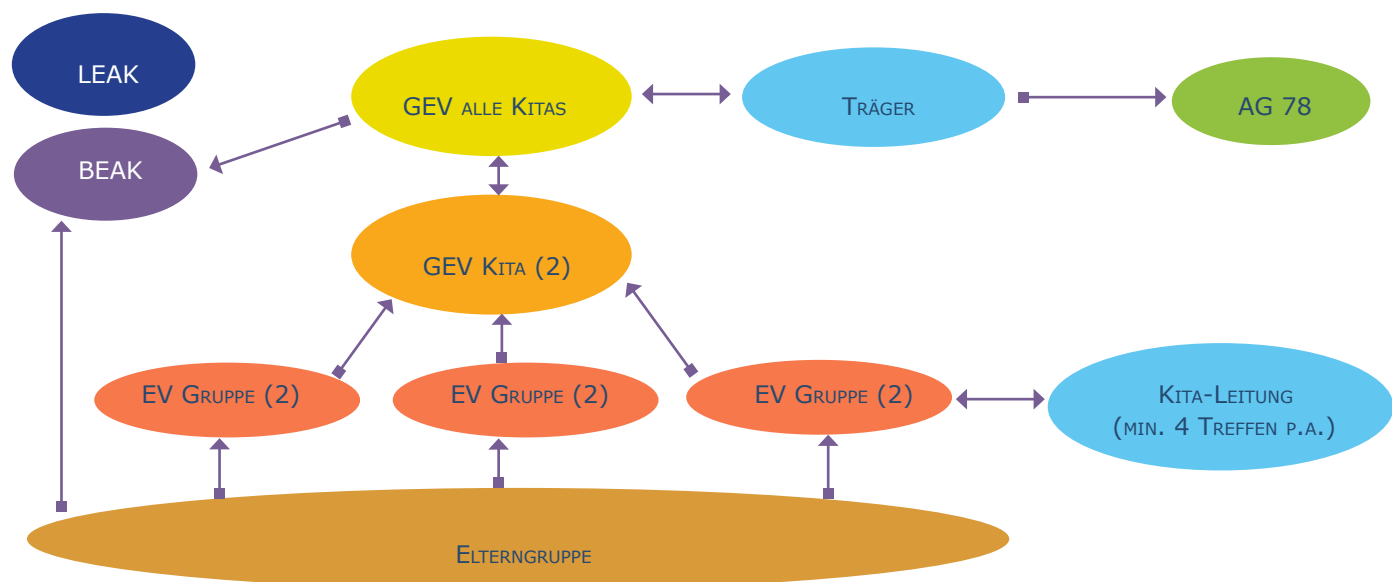 LEAK
GEV ALLE KITAS
TRÄGER
AG 78
BEAK
GEV KITA (2)
EV GRUPPE (2)
EV GRUPPE (2)
EV GRUPPE (2)
KITA-LEITUNG
(MIN. 4 TREFFEN P.A.)
ELTERNGRUPPE